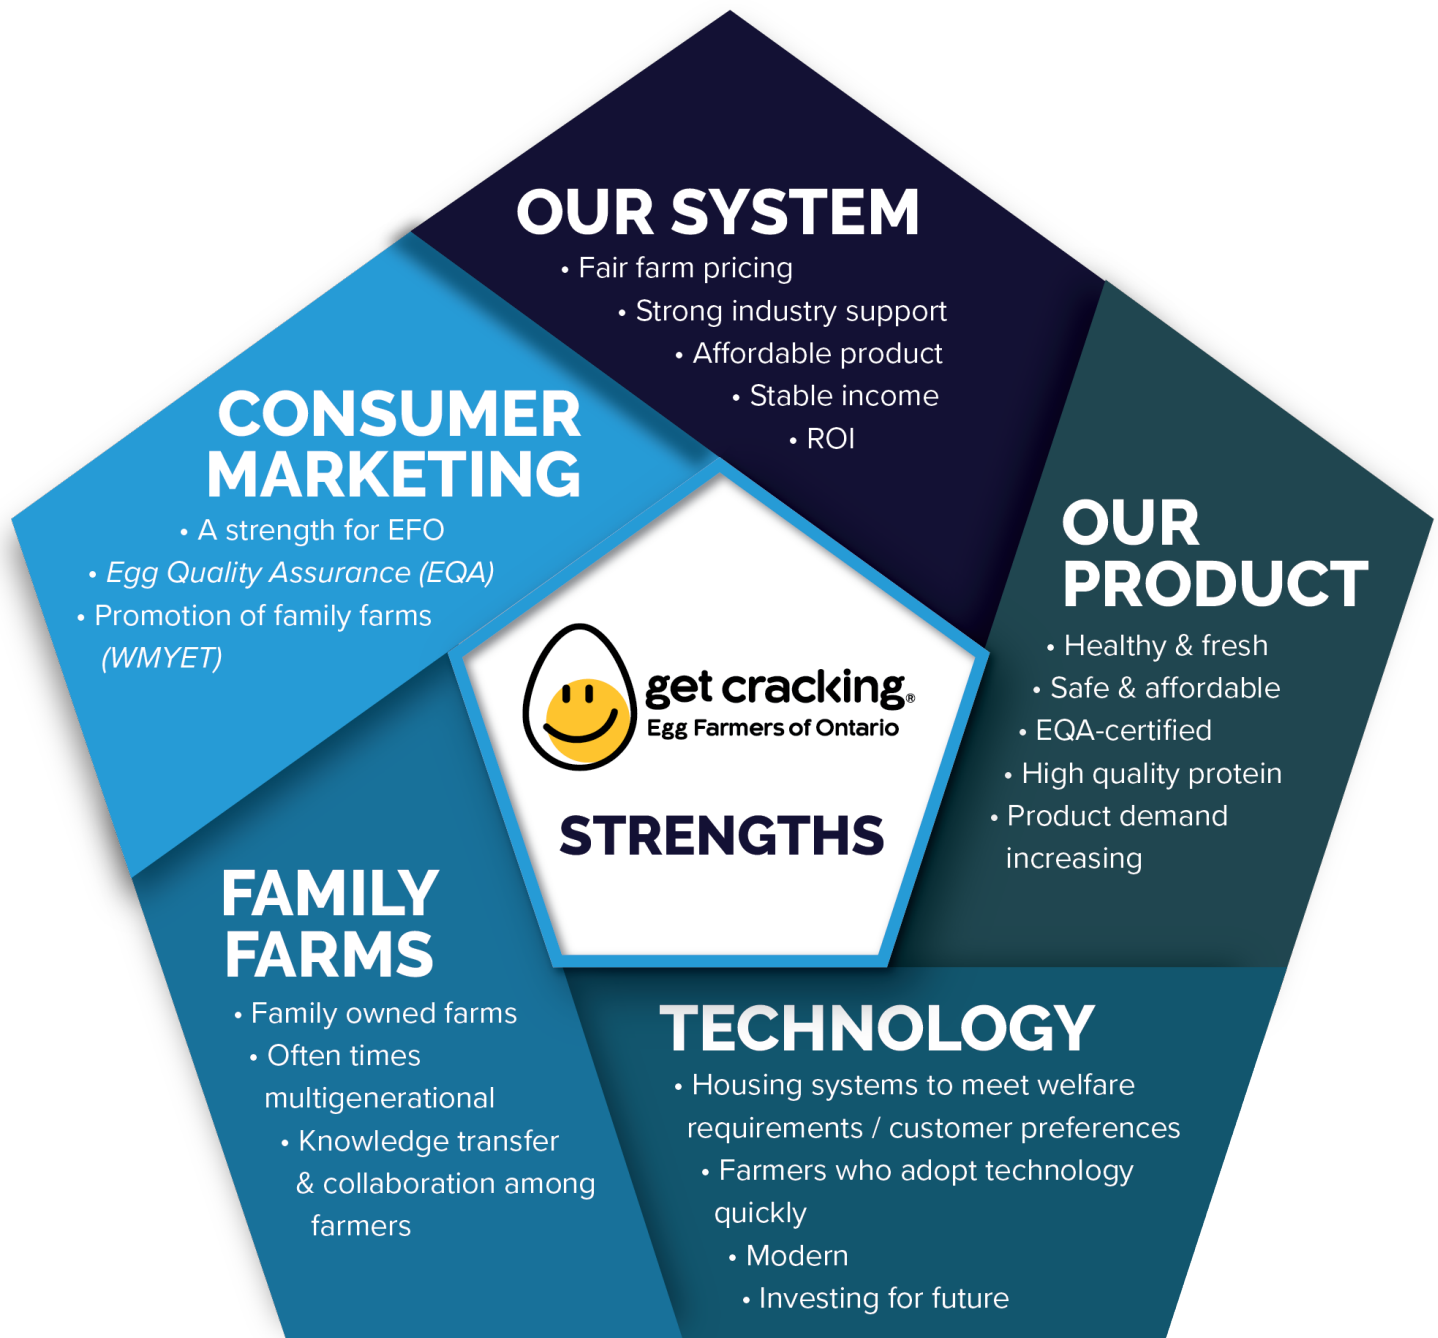 OUR SYSTEM
• Fair farm pricing
• Strong industry support
• Affordable product
• Stable income
• ROI
CONSUMER
MARKETING
• A strength for EFO
• Egg Quality Assurance (EQA)
• Promotion of family farms
(WMYET)
OUR
PRODUCT
• Healthy & fresh
• Safe & affordable
• EQA-certified
• High quality protein
• Product demand
increasing
get cracking®
Egg Farmers of Ontario
STRENGTHS
FAMILY
FARMS
• Family owned farms
• Often times
multigenerational
• Knowledge transfer
& collaboration among
farmers
TECHNOLOGY
• Housing systems to meet welfare
requirements / customer preferences
• Farmers who adopt technology
quickly
• Modern
• Investing for future